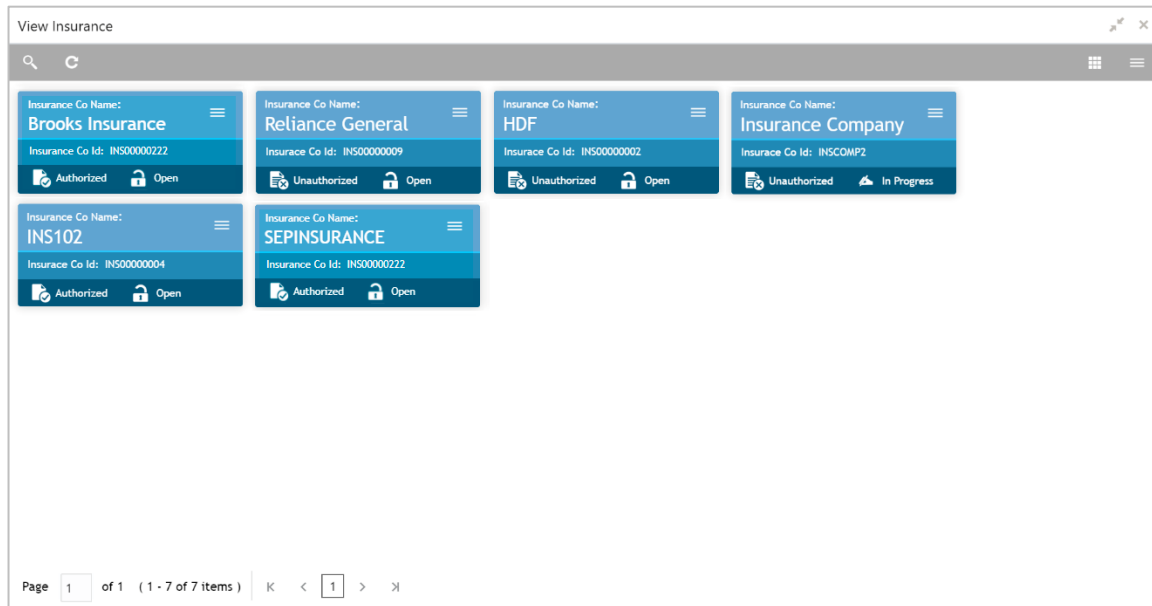 View Insurance
Insurance Co Name:
Brooks Insurance
Insurance Co Id: INS00000222
Authorized Open
Insurance Co Name:
Reliance General
Insurace Co Id: INS00000009
Unauthorized Open
Insurance Co Name:
HDF
Insurace Co Id: INS00000002
Unauthorized Open
Insurance Co Name:
Insurance Company
Insurace Co Id: INSCOMP2
Unauthorized In Progress
Insurance Co Name:
INS102
Insurace Co Id: INS00000004
Authorized Open
Insurance Co Name:
SEPINSURANCE
Insurance Co Id: INS00000222
Authorized Open
Page 1 of 1 ( 1 - 7 of 7 items ) 1